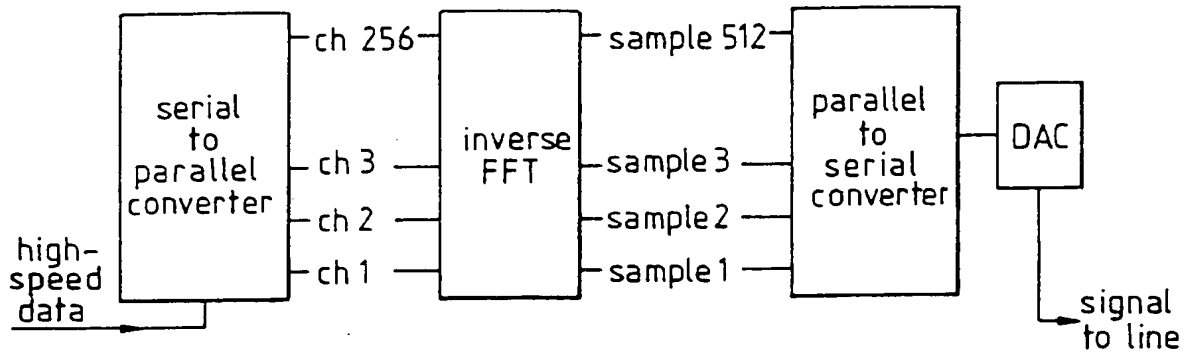 ch 256
sample 512
serial
to
parallel
converter
inverse
FFT
parallel
to
serial
converter
DAC
ch 3
sample 3
ch 2
sample 2
ch 1
sample 1
high-
speed
data
signal
to line